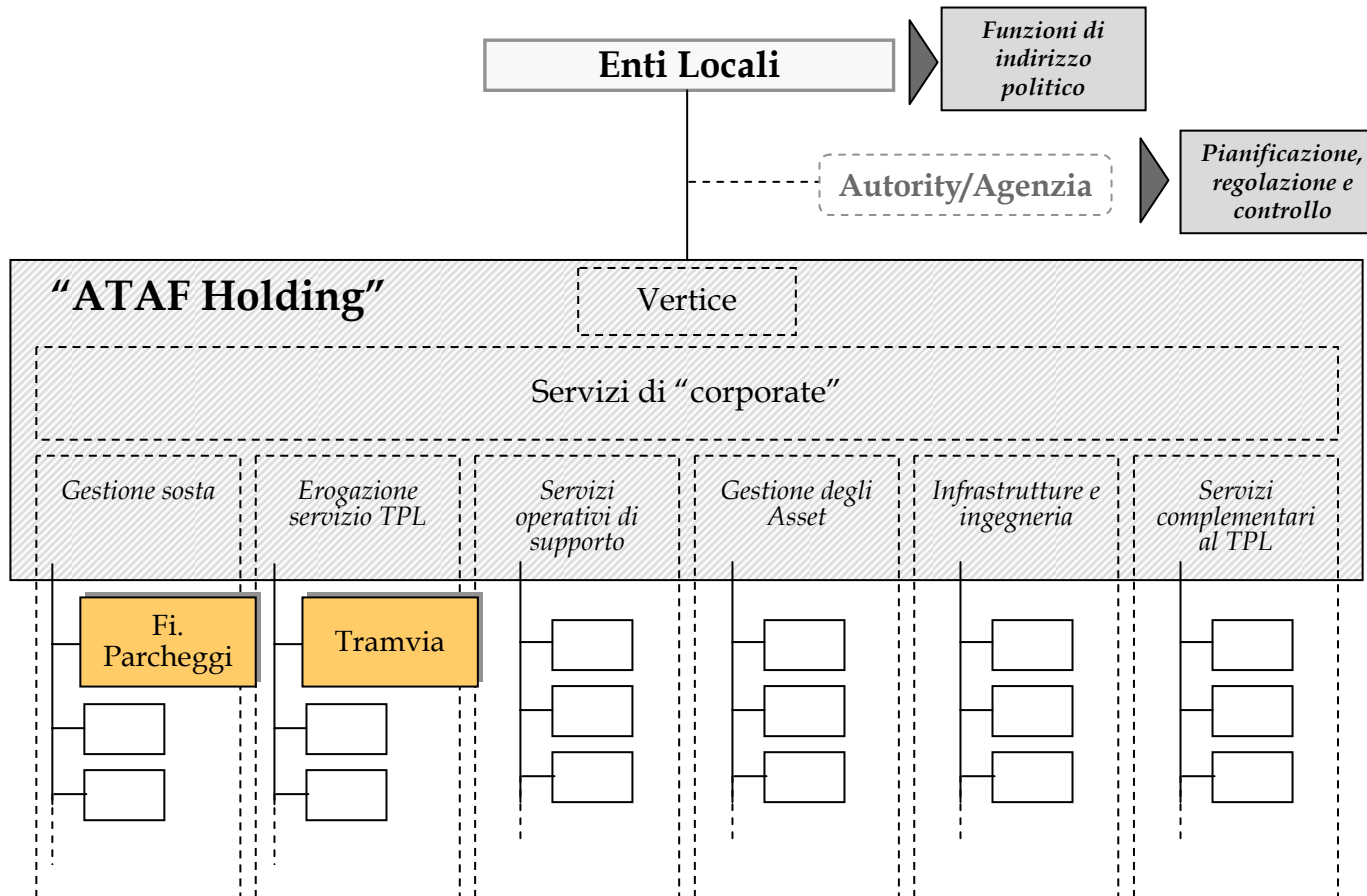 Enti Locali
Funzioni di
indirizzo
politico
Autority/Agenzia
Pianificazione,
regolazione e
controllo
“ATAF Holding”
Vertice
Servizi di “corporate”
Gestione sosta
Erogazione
servizio TPL
Servizi
operativi di
supporto
Gestione degli
Asset
Infrastrutture e
ingegneria
Servizi
complementari
al TPL
Fi.
Parcheggi
Tramvia